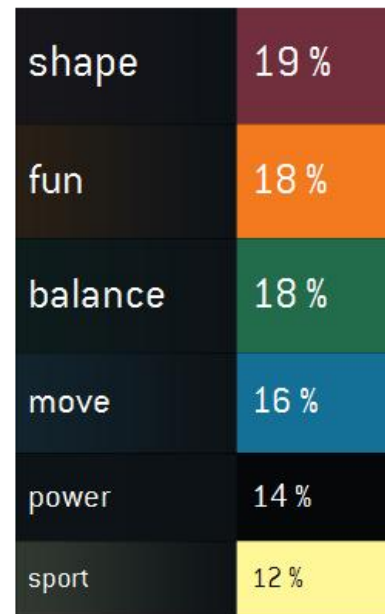 shape 19 %
fun 18 %
balance 18 %
move 16 %
power 14 %
sport 12 %